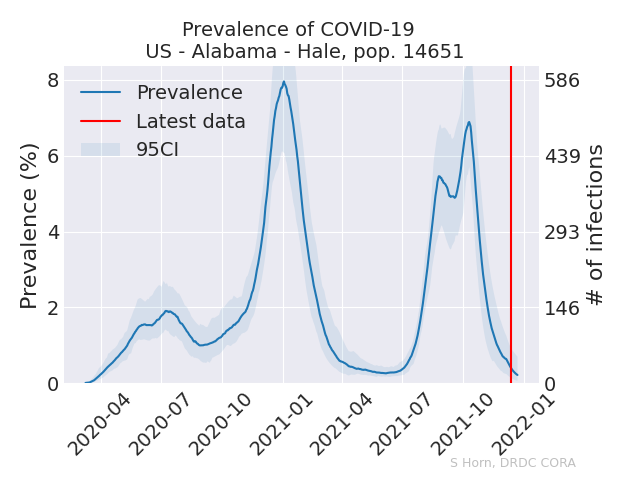 Prevalence of COVID-19
US - Alabama - Hale, pop. 14651
Prevalence
Latest data
95CI
Prevalence (%)
8
6
4
2
0
586
439
293
146
0
# of infections
2020-04
2020-07
2020-10
2021-01
2021-04
2021-07
2021-10
2022-01
S Horn, DRDC CORA